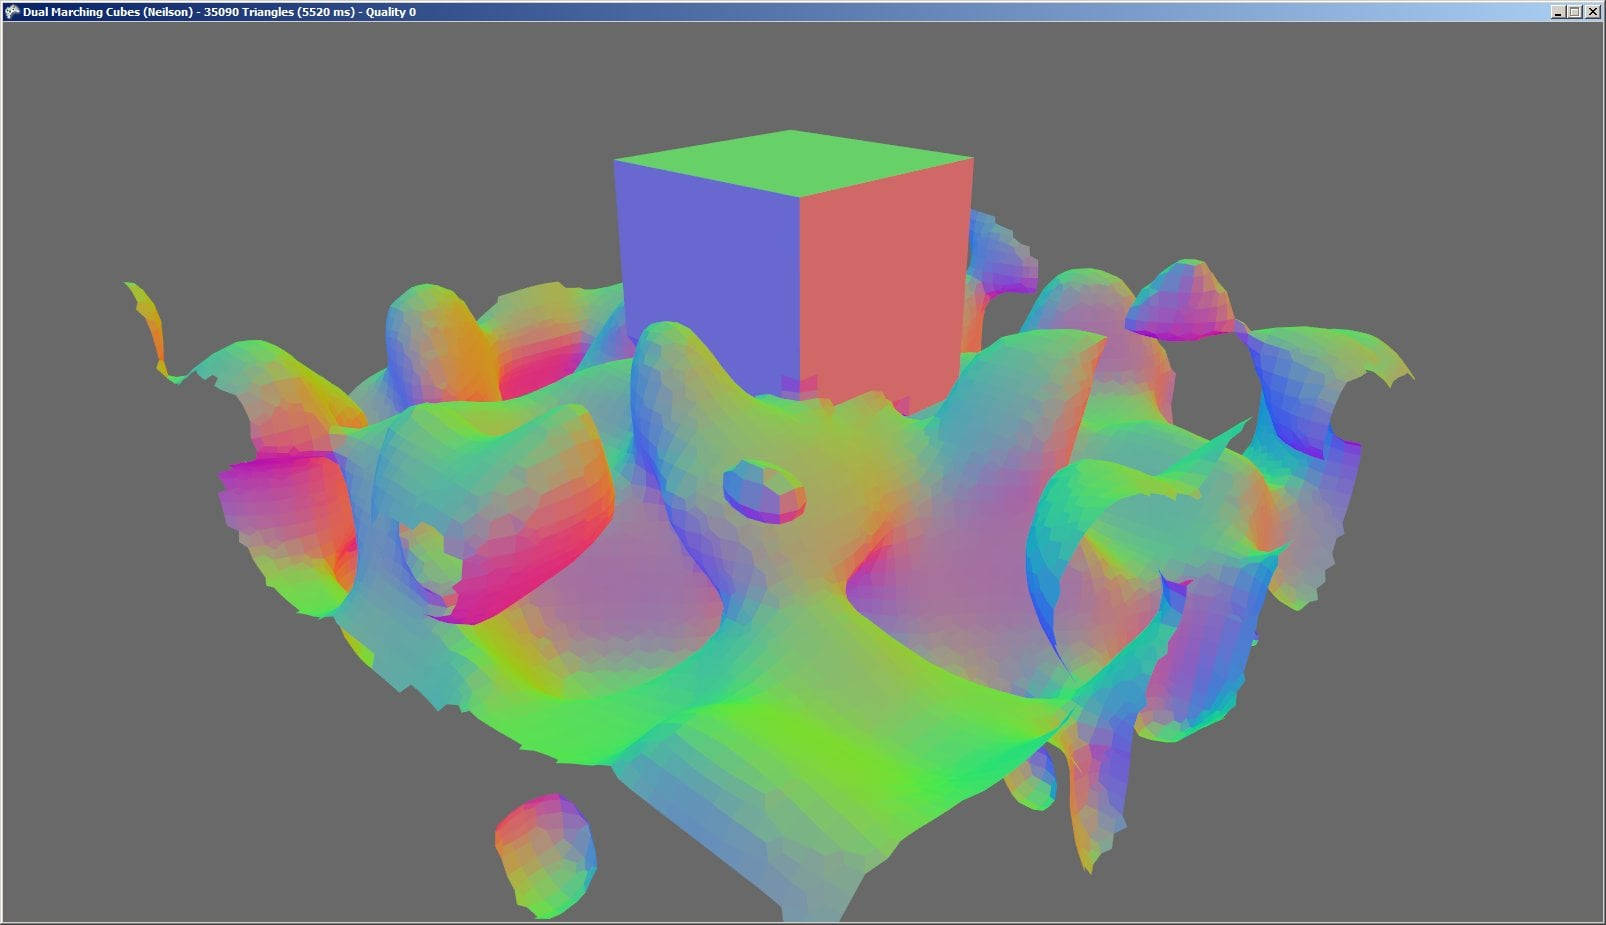 Dual Marching Cubes (Neilson) - 35090 Triangles (5520 ms) - Quality 0